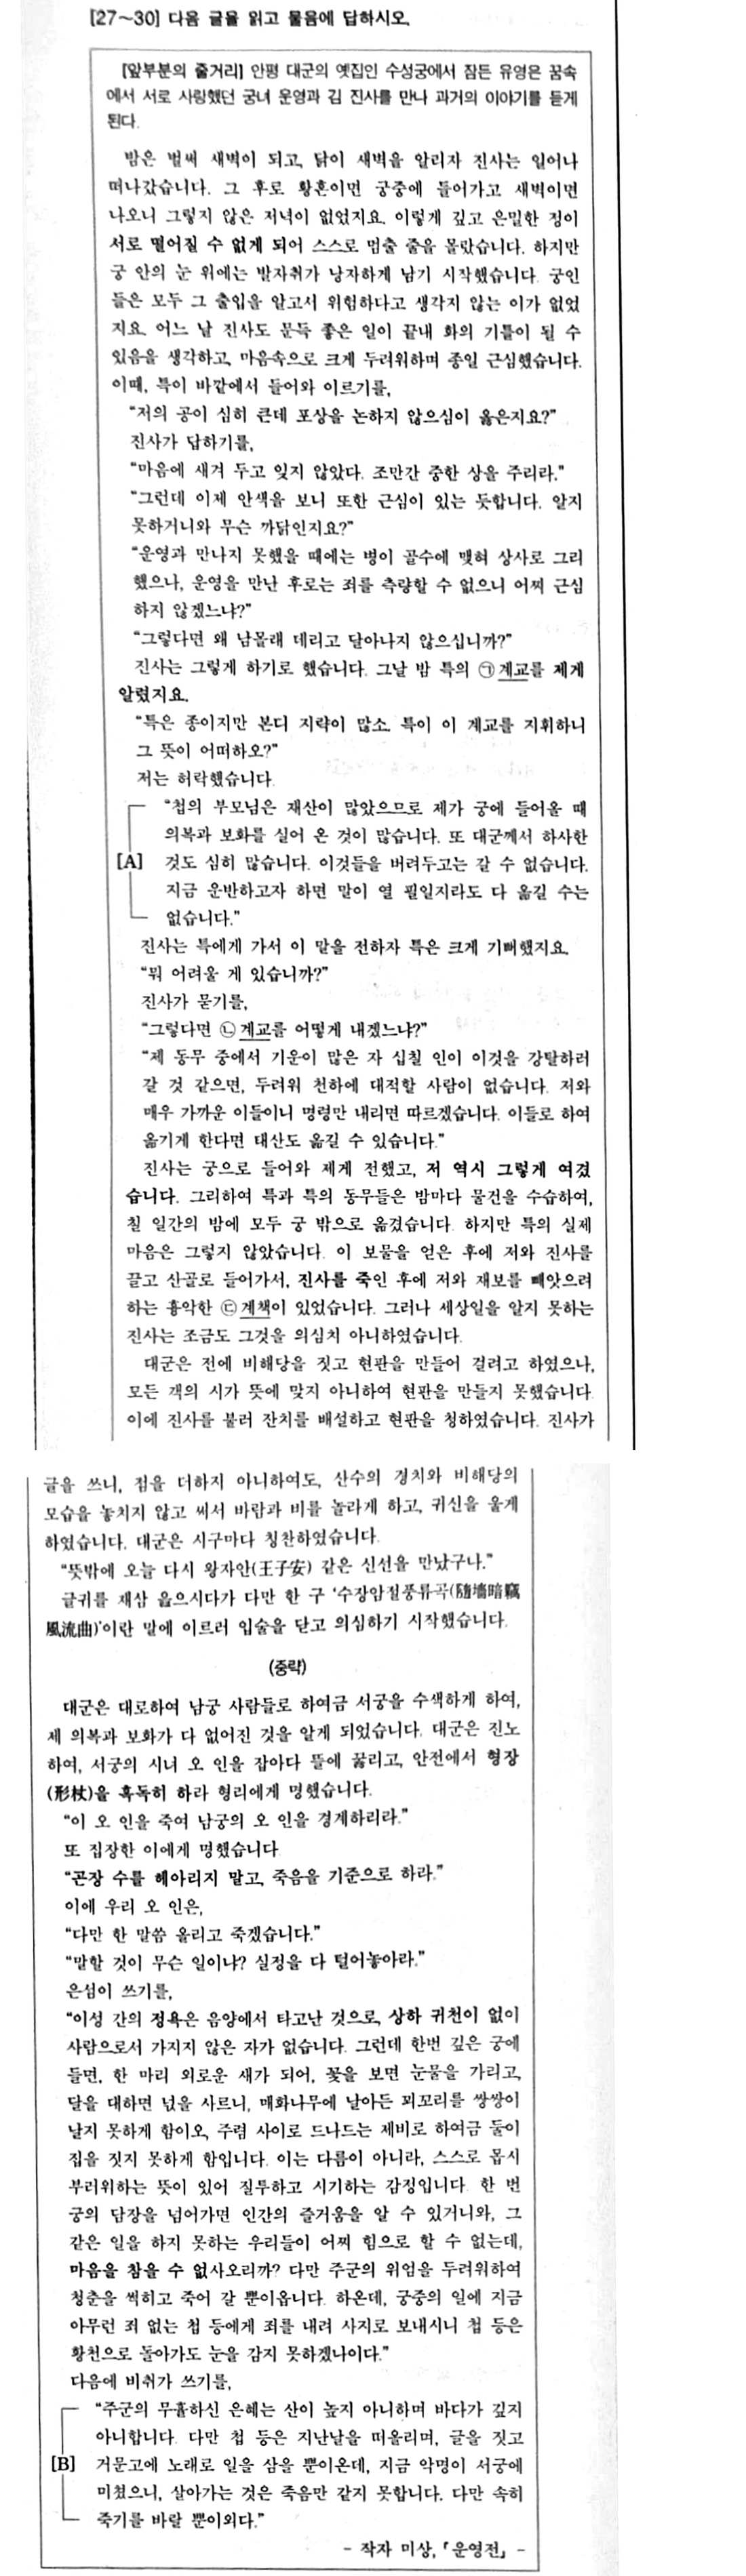 [27～30] 다음 글을 읽고 물음에 답하시오.
[앞부분의 줄거리] 안평 대군의 옛집인 수성궁에서 잠든 유영은 꿈속
에서 서로 사랑했던 궁녀 운영과 김 진사를 만나 과거의 이야기를 듣게
된다.
밤은 벌써 새벽이 되고, 닭이 새벽을 알리자 진사는 일어나
떠나갔습니다. 그 후로 황혼이면 궁중에 들어가고 새벽이면
나오니 그렇지 않은 저녁이 없었지요. 이렇게 깊고 은밀한 정이
서로 떨어질 수 없게 되어 스스로 멈출 줄을 몰랐습니다. 하지만
궁 안의 눈 위에는 발자취가 낭자하게 남기 시작했습니다. 궁인
들은 모두 그 출입을 알고서 위험하다고 생각지 않는 이가 없었
지요. 어느 날 진사도 문득 좋은 일이 끝내 화의 기틀이 될 수
있음을 생각하고, 마음속으로 크게 두려워하며 종일 근심했습니다.
이때, 특이 바깥에서 들어와 이르기를,
“저의 공이 심히 큰데 포상을 논하지 않으심이 옳은지요?”
진사가 답하기를,
“마음에 새겨 두고 잊지 않았다. 조만간 중한 상을 주리라.”
“그런데 이제 안색을 보니 또한 근심이 있는 듯합니다. 알지
못하거니와 무슨 까닭인지요?”
“운영과 만나지 못했을 때에는 병이 골수에 맺혀 상사로 그리
했으나, 운영을 만난 후로는 죄를 측량할 수 없으니 어찌 근심
하지 않겠느냐?”
“그렇다면 왜 남몰래 데리고 달아나지 않으십니까?”
진사는 그렇게 하기로 했습니다. 그날 밤 특의 ㉠계교를 제게
알렸지요.
“특은 종이지만 본디 지략이 많소. 특이 이 계교를 지휘하니
그 뜻이 어떠하오?”
저는 허락했습니다.
“첩의 부모님은 재산이 많았으므로 제가 궁에 들어올 때
의복과 보화를 실어 온 것이 많습니다. 또 대군께서 하사한
[A] 것도 심히 많습니다. 이것들을 버려두고는 갈 수 없습니다.
지금 운반하고자 하면 말이 열 필일지라도 다 옮길 수는
없습니다.”
진사는 특에게 가서 이 말을 전하자 특은 크게 기뻐했지요.
“뭐 어려울 게 있습니까?”
진사가 묻기를,
“그렇다면 ㉡계교를 어떻게 내겠느냐?”
“제 동무 중에서 기운이 많은 자 십칠 인이 이것을 강탈하러
갈 것 같으면, 두려워 천하에 대적할 사람이 없습니다. 저와
매우 가까운 이들이니 명령만 내리면 따르겠습니다. 이들로 하여
옮기게 한다면 태산도 옮길 수 있습니다.”
진사는 궁으로 들어와 제게 전했고, 저 역시 그렇게 여겼
습니다. 그리하여 특과 특의 동무들은 밤마다 물건을 수습하여,
칠 일간의 밤에 모두 궁 밖으로 옮겼습니다. 하지만 특의 실제
마음은 그렇지 않았습니다. 이 보물을 얻은 후에 저와 진사를
끌고 산골로 들어가서, 진사를 죽인 후에 저와 재보를 빼앗으려
하는 흉악한 ㉢계책이 있었습니다. 그러나 세상일을 알지 못하는
진사는 조금도 그것을 의심치 아니하였습니다.
대군은 전에 비해당을 짓고 현판을 만들어 걸려고 하였으나,
모든 객의 시가 뜻에 맞지 아니하여 현판을 만들지 못했습니다.
이에 진사를 불러 잔치를 배설하고 현판을 청하였습니다. 진사가
글을 쓰니, 점을 더하지 아니하여도, 산수의 경치와 비해당의
모습을 놓치지 않고 써서 바람과 비를 놀라게 하고, 귀신을 울게
하였습니다. 대군은 시구마다 칭찬하였습니다.
“뜻밖에 오늘 다시 왕자안(王子安) 같은 신선을 만났구나.”
글귀를 재삼 읊으시다가 다만 한 구 ‘수장암절풍류곡(隨墻暗竊
風流曲)’이란 말에 이르러 입술을 닫고 의심하기 시작했습니다.
(중략)
대군은 대로하여 남궁 사람들로 하여금 서궁을 수색하게 하여,
제 의복과 보화가 다 없어진 것을 알게 되었습니다. 대군은 진노
하여, 서궁의 시녀 오 인을 잡아다 뜰에 꿇리고, 안전에서 형장
(形杖)을 혹독히 하라 형리에게 명했습니다.
“이 오 인을 죽여 남궁의 오 인을 경계하리라.”
또 집장한 이에게 명했습니다.
“곤장 수를 헤아리지 말고, 죽음을 기준으로 하라.”
이에 우리 오 인은,
“다만 한 말씀 올리고 죽겠습니다.”
“말할 것이 무슨 일이냐? 실정을 다 털어놓아라.”
은섬이 쓰기를,
“이성 간의 정욕은 음양에서 타고난 것으로, 상하 귀천이 없이
사람으로서 가지지 않은 자가 없습니다. 그런데 한번 깊은 궁에
들면, 한 마리 외로운 새가 되어, 꽃을 보면 눈물을 가리고,
달을 대하면 넋을 사르니, 매화나무에 날아든 꾀꼬리를 쌍쌍이
날지 못하게 함이오, 주렴 사이로 드나드는 제비로 하여금 둘이
집을 짓지 못하게 함입니다. 이는 다름이 아니라, 스스로 몹시
부러워하는 뜻이 있어 질투하고 시기하는 감정입니다. 한 번
궁의 담장을 넘어가면 인간의 즐거움을 알 수 있거니와, 그
같은 일을 하지 못하는 우리들이 어찌 힘으로 할 수 없는데,
마음을 참을 수 없사오리까? 다만 주군의 위엄을 두려워하여
청춘을 썩히고 죽어 갈 뿐이옵니다. 하온데, 궁중의 일에 지금
아무런 죄 없는 첩 등에게 죄를 내려 사지로 보내시니 첩 등은
황천으로 돌아가도 눈을 감지 못하겠나이다.”
다음에 비취가 쓰기를,
“주군의 무휼하신 은혜는 산이 높지 아니하며 바다가 깊지
아니합니다. 다만 첩 등은 지난날을 떠올리며, 글을 짓고
[B] 거문고에 노래로 일을 삼을 뿐이온데, 지금 악명이 서궁에
미쳤으니, 살아가는 것은 죽음만 같지 못합니다. 다만 속히
죽기를 바랄 뿐이외다.”
- 작자 미상, 「운영전」 -